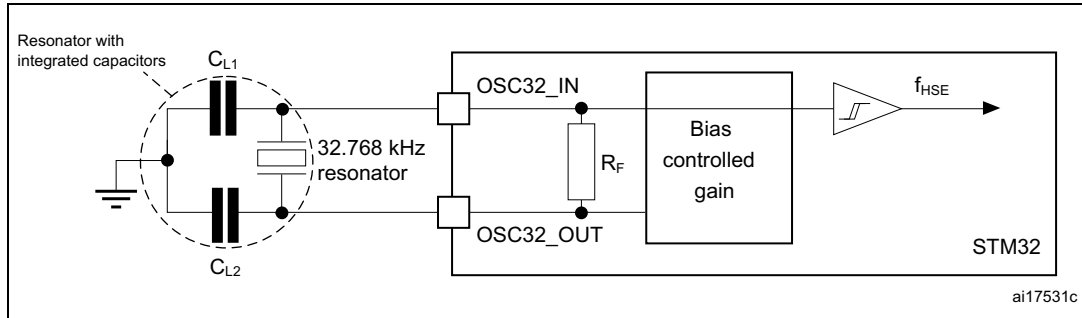 Resonator with
integrated capacitors
CL1
OSC32_IN
fHSE
32.768 kHz
resonator
RF
Bias
controlled
gain
OSC32_OUT
STM32
CL2
ai17531c